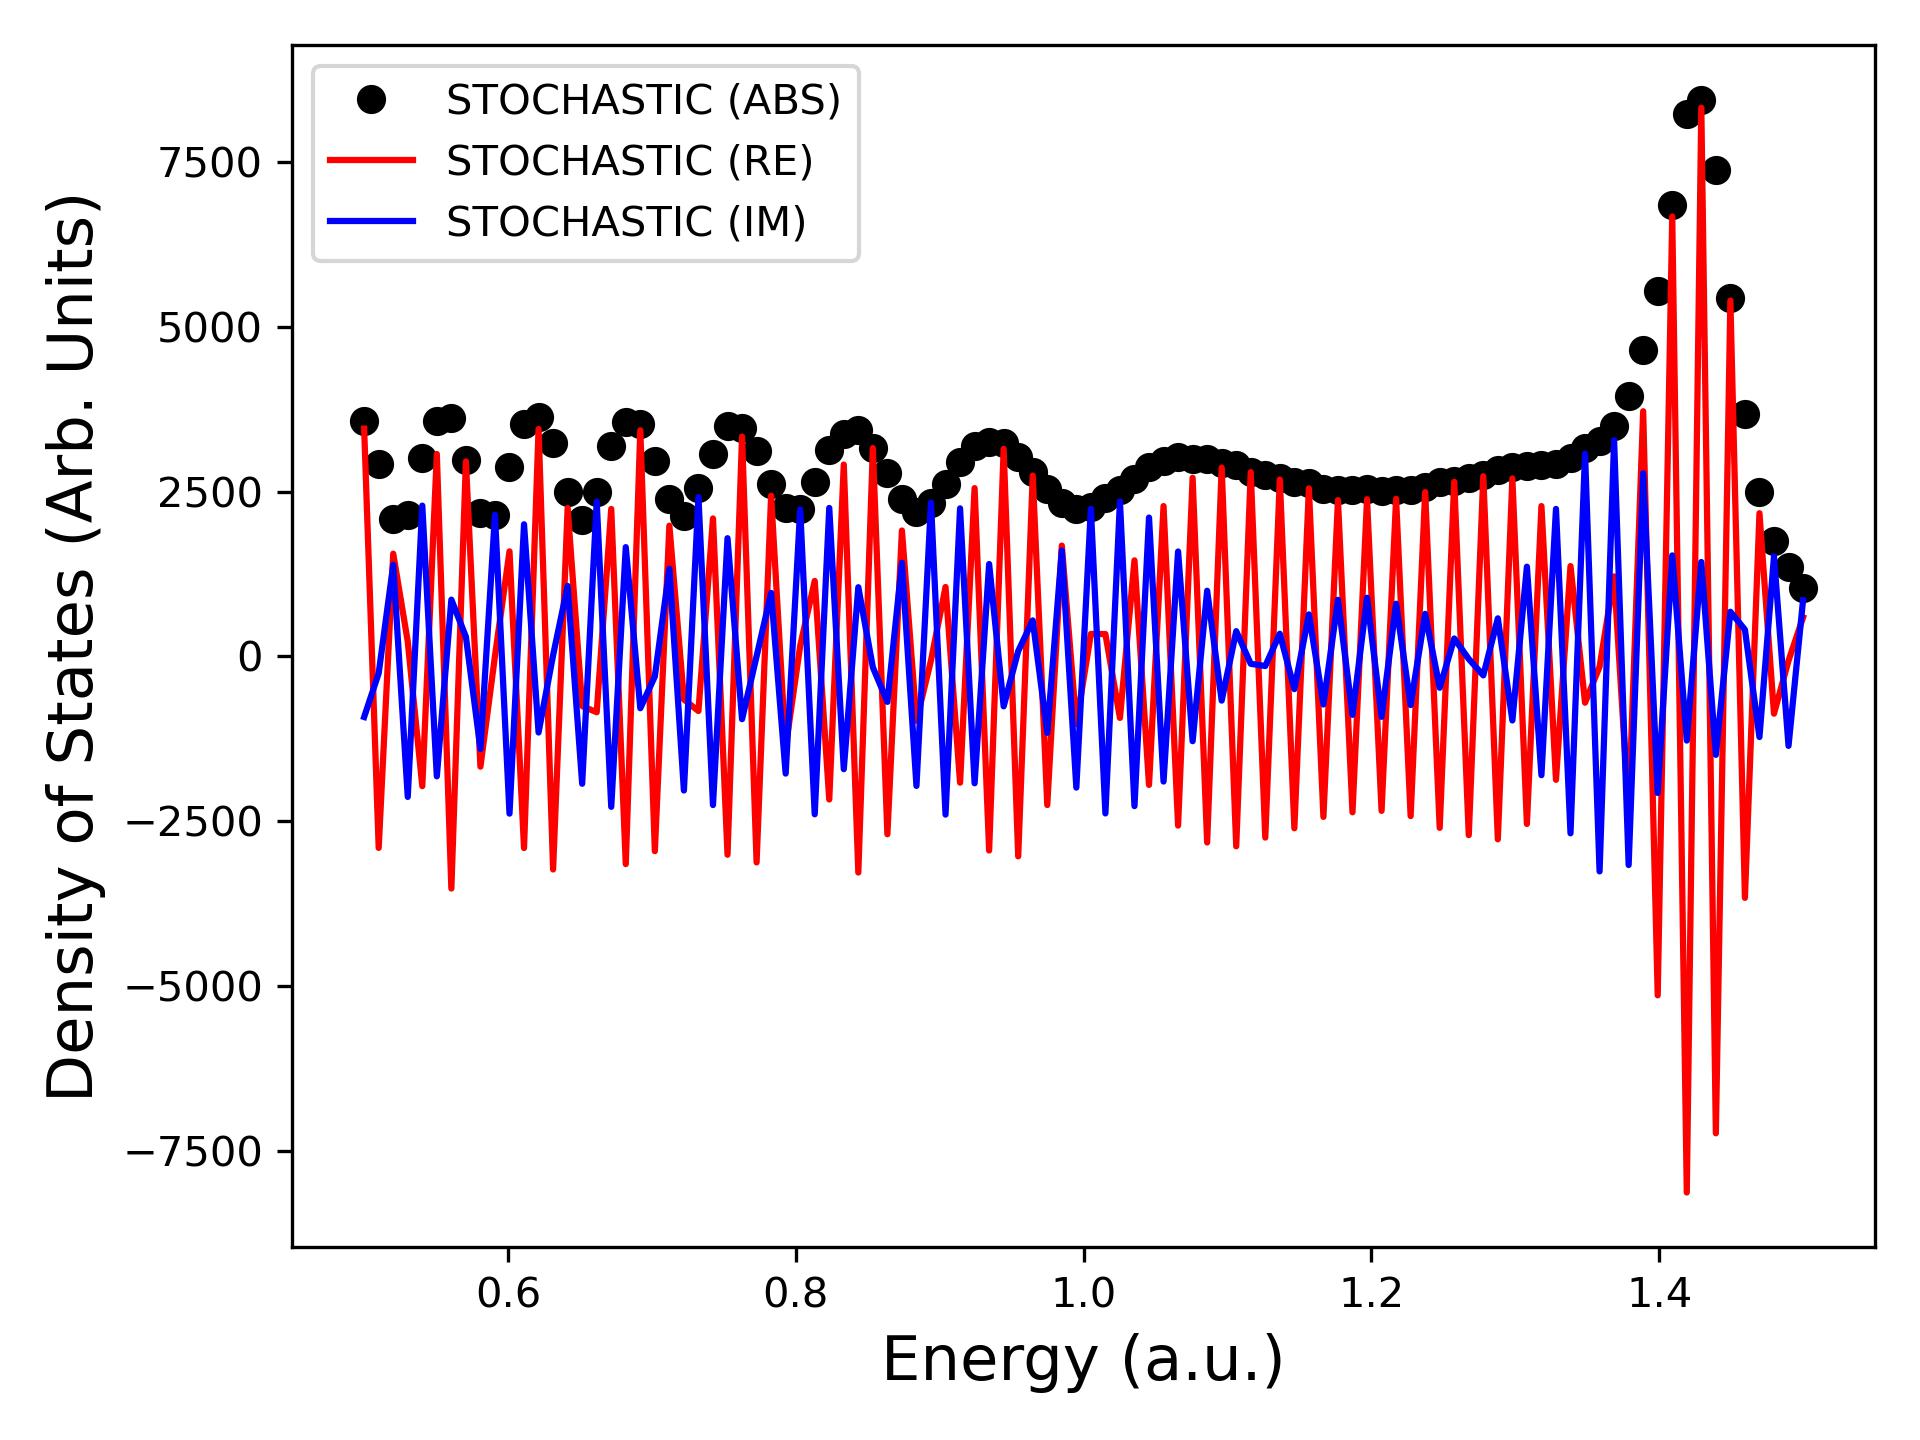 STOCHASTIC (ABS)
STOCHASTIC (RE)
STOCHASTIC (IM)
Density of States (Arb. Units)
7500
5000
2500
0
−2500
−5000
−7500
0.6 0.8 1.0 1.2 1.4
Energy (a.u.)